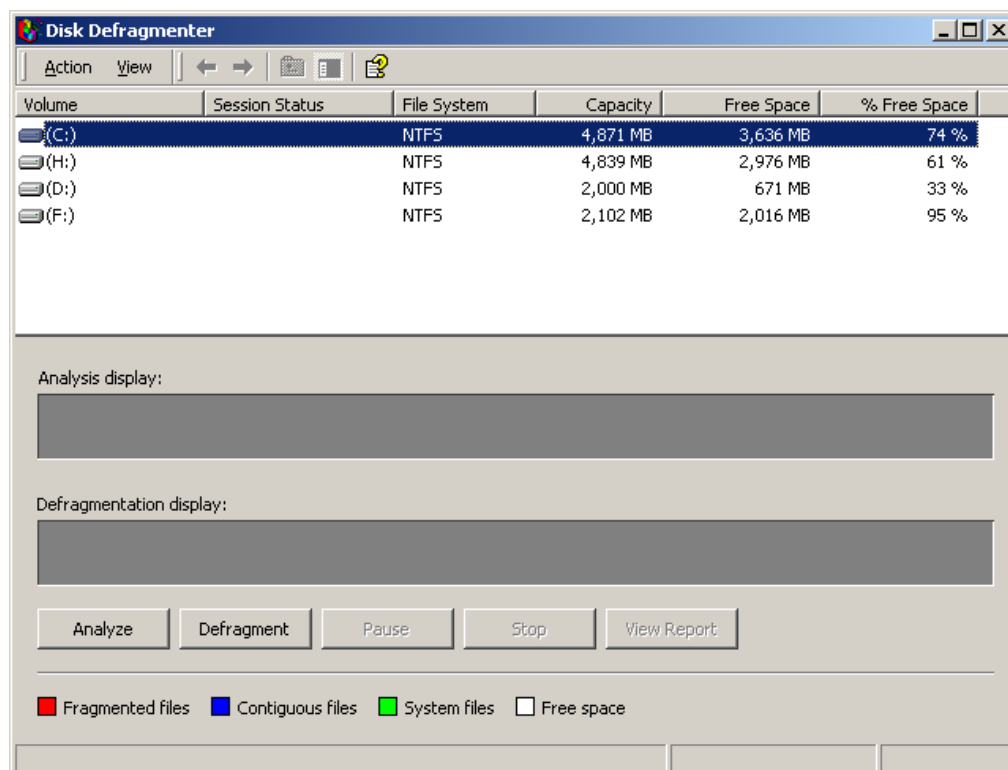 Disk Defragmenter
Action View
Volume Session Status File System Capacity Free Space % Free Space
(C:) NTFS 4,871 MB 3,636 MB 74 %
(H:) NTFS 4,839 MB 2,976 MB 61 %
(D:) NTFS 2,000 MB 671 MB 33 %
(F:) NTFS 2,102 MB 2,016 MB 95 %
Analysis display:
Defragmentation display:
Analyze Defragment Pause Stop View Report
Fragmented files Contiguous files System files Free space